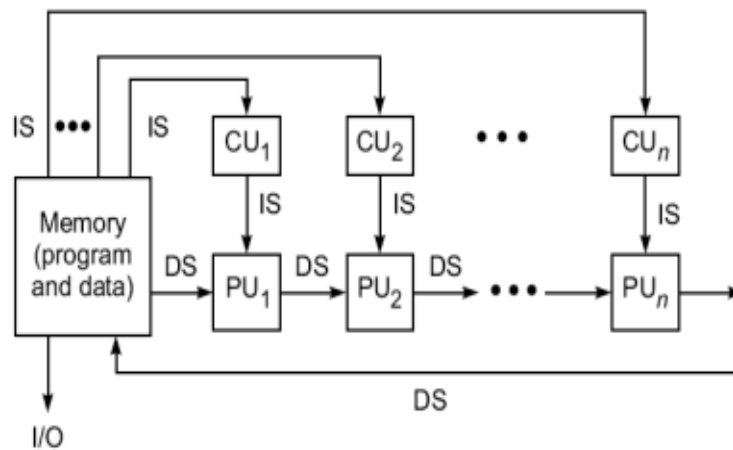 IS ••• IS CU1 CU2 ••• CUn
IS IS IS
Memory
(program
and data)
DS PU1 DS PU2 DS ••• PUn
DS
I/O